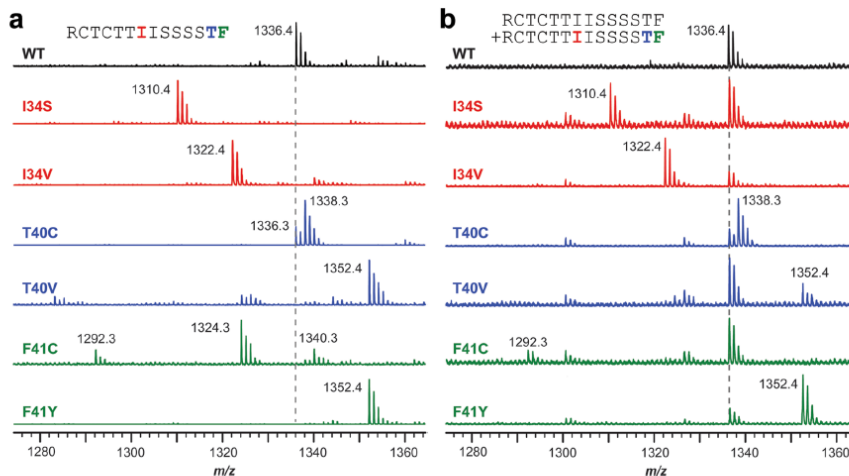 a
RCTCTTIISSSSTF
WT
1336.4
I34S
1310.4
I34V
1322.4
T40C
1336.3
1338.3
T40V
1352.4
F41C
1292.3
1324.3
1340.3
F41Y
1352.4
1280
1300
1320
1340
1360
m/z
b
RCTCTTIISSSSTF
+RCTCTTIISSSSTF
WT
1336.4
I34S
1310.4
I34V
1322.4
T40C
1338.3
T40V
1352.4
F41C
1292.3
F41Y
1352.4
1280
1300
1320
1340
1360
m/z